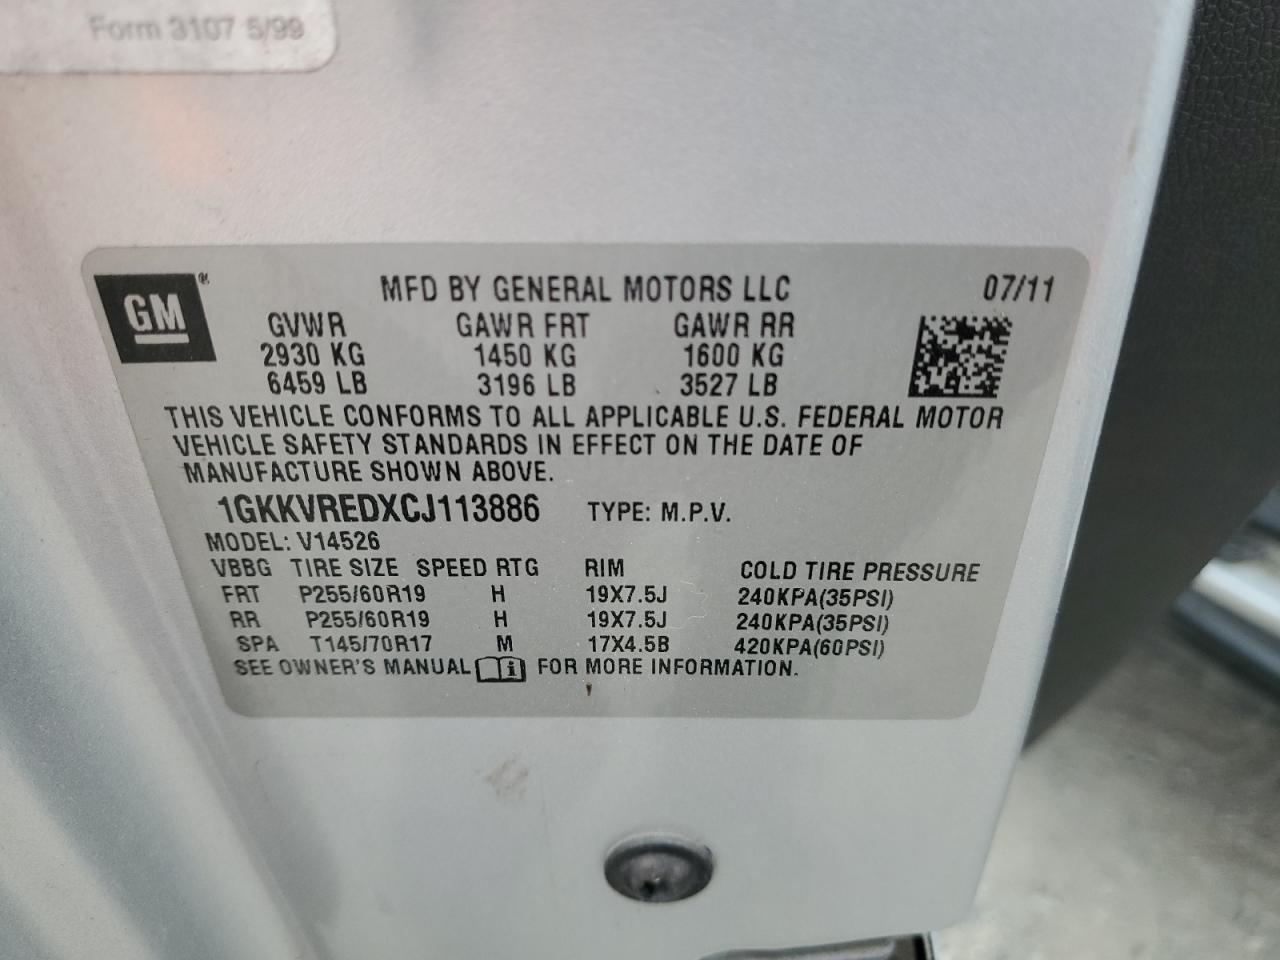 Form 3107 5/99
GM®
MFD BY GENERAL MOTORS LLC 07/11
GVWR GAWR FRT GAWR RR
2930 KG 1450 KG 1600 KG
6459 LB 3196 LB 3527 LB
THIS VEHICLE CONFORMS TO ALL APPLICABLE U.S. FEDERAL MOTOR
VEHICLE SAFETY STANDARDS IN EFFECT ON THE DATE OF
MANUFACTURE SHOWN ABOVE.
1GKKVREDXCJ113886 TYPE: M.P.V.
MODEL: V14526
VBBG TIRE SIZE SPEED RTG RIM COLD TIRE PRESSURE
FRT P255/60R19 H 19X7.5J 240KPA(35PSI)
RR P255/60R19 H 19X7.5J 240KPA(35PSI)
SPA T145/70R17 M 17X4.5B 420KPA(60PSI)
SEE OWNER'S MANUAL i FOR MORE INFORMATION.